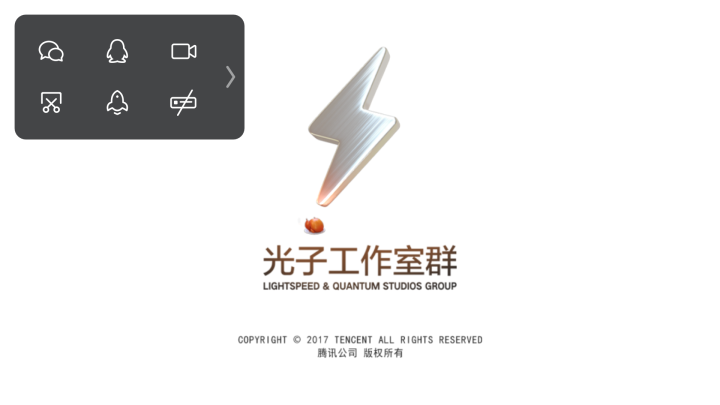 光子工作室群
LIGHTSPEED & QUANTUM STUDIOS GROUP
COPYRIGHT © 2017 TENCENT ALL RIGHTS RESERVED
腾讯公司 版权所有